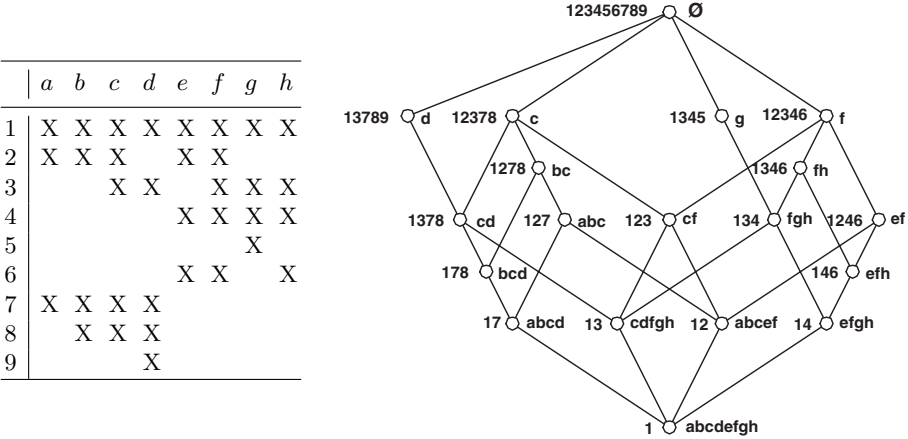 a b c d e f g h
1 X X X X X X X X
2 X X X X X
3 X X X X X
4 X X X X
5 X
6 X X X
7 X X X X
8 X X X
9 X
123456789 Ø
13789 d 12378 c 1345 g 12346 f
1278 bc 1346 fh
1378 cd 127 abc 123 cf 134 fgh 1246 ef
178 bcd 146 efh
17 abcd 13 cdfgh 12 abcef 14 efgh
1 abcdefgh